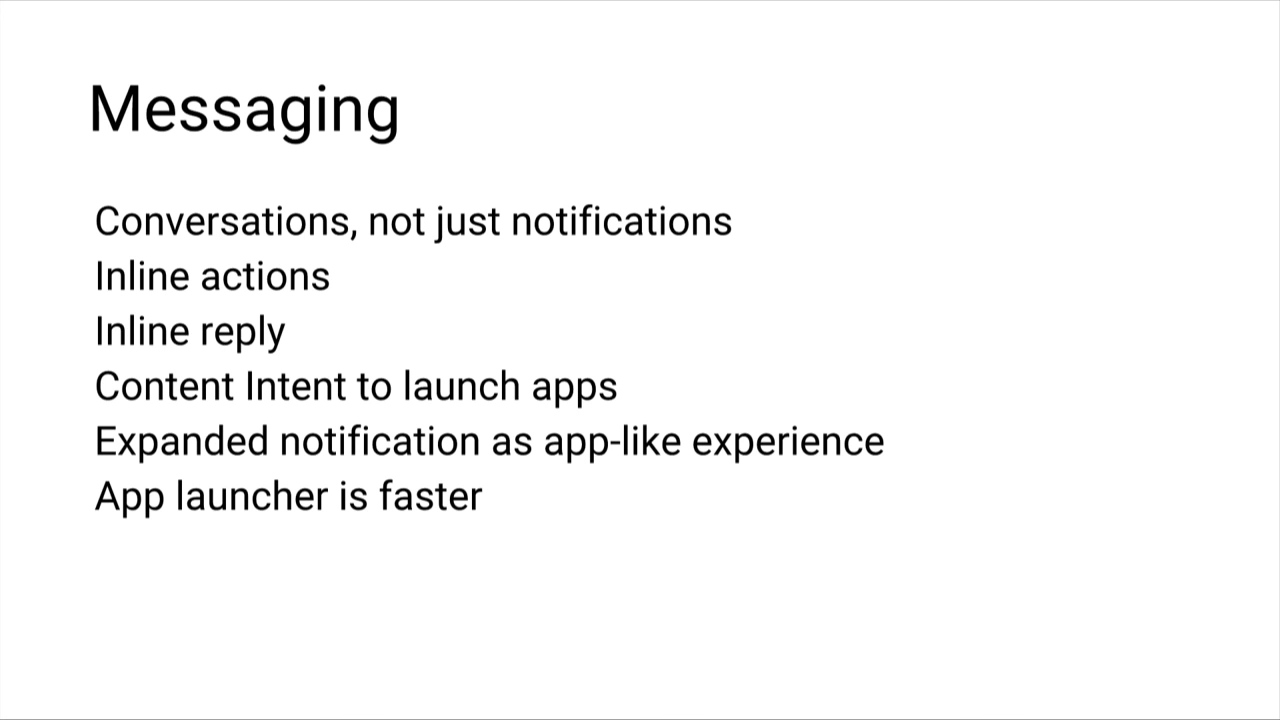 Messaging
Conversations, not just notifications
Inline actions
Inline reply
Content Intent to launch apps
Expanded notification as app-like experience
App launcher is faster